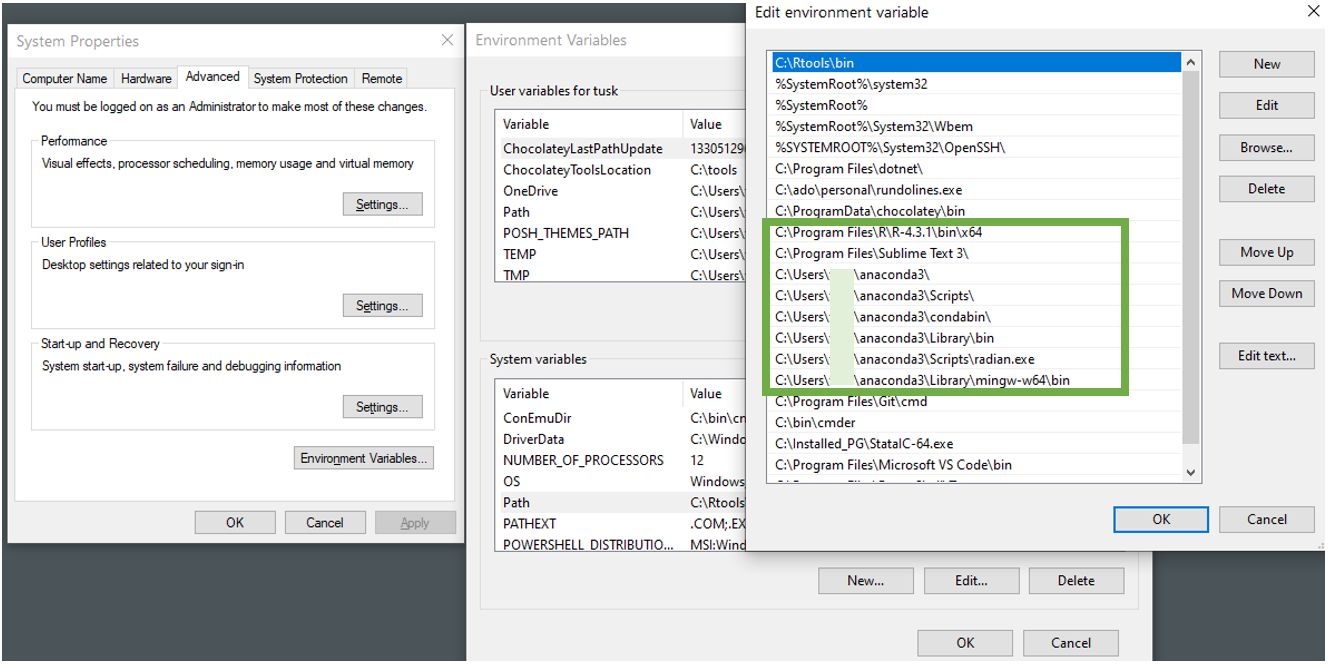 System Properties
Computer Name Hardware Advanced System Protection Remote
You must be logged on as an Administrator to make most of these changes.
Performance
Visual effects, processor scheduling, memory usage and virtual memory
Settings...
User Profiles
Desktop settings related to your sign-in
Settings...
Start-up and Recovery
System start-up, system failure and debugging information
Settings...
Environment Variables...
OK Cancel Apply
Environment Variables
User variables for tusk
Variable Value
ChocolateyLastPathUpdate 13305129
ChocolateyToolsLocation C:\tools
OneDrive C:\Users\
Path C:\Users\
POSH_THEMES_PATH C:\Users\
TEMP C:\Users\
TMP C:\Users\
System variables
Variable Value
ConEmuDir C:\bin\cm
DriverData C:\Windo
NUMBER_OF_PROCESSORS 12
OS Windows
Path C:\Rtools\
PATHEXT .COM;.EX
POWERSHELL_DISTRIBUTIO... MSI:Wind
New... Edit... Delete
OK Cancel
Edit environment variable
C:\Rtools\bin
%SystemRoot%\system32
%SystemRoot%
%SystemRoot%\System32\Wbem
%SYSTEMROOT%\System32\OpenSSH\
C:\Program Files\dotnet\
C:\ado\personal\rundolines.exe
C:\ProgramData\chocolatey\bin
C:\Program Files\R\R-4.3.1\bin\x64
C:\Program Files\Sublime Text 3\
C:\Users\ \anaconda3\
C:\Users\ \anaconda3\Scripts\
C:\Users\ \anaconda3\condabin\
C:\Users\ \anaconda3\Library\bin
C:\Users\ \anaconda3\Scripts\radian.exe
C:\Users\ \anaconda3\Library\mingw-w64\bin
C:\Program Files\Git\cmd
C:\bin\cmder
C:\Installed_PG\StataIC-64.exe
C:\Program Files\Microsoft VS Code\bin
New
Edit
Browse...
Delete
Move Up
Move Down
Edit text...
OK Cancel